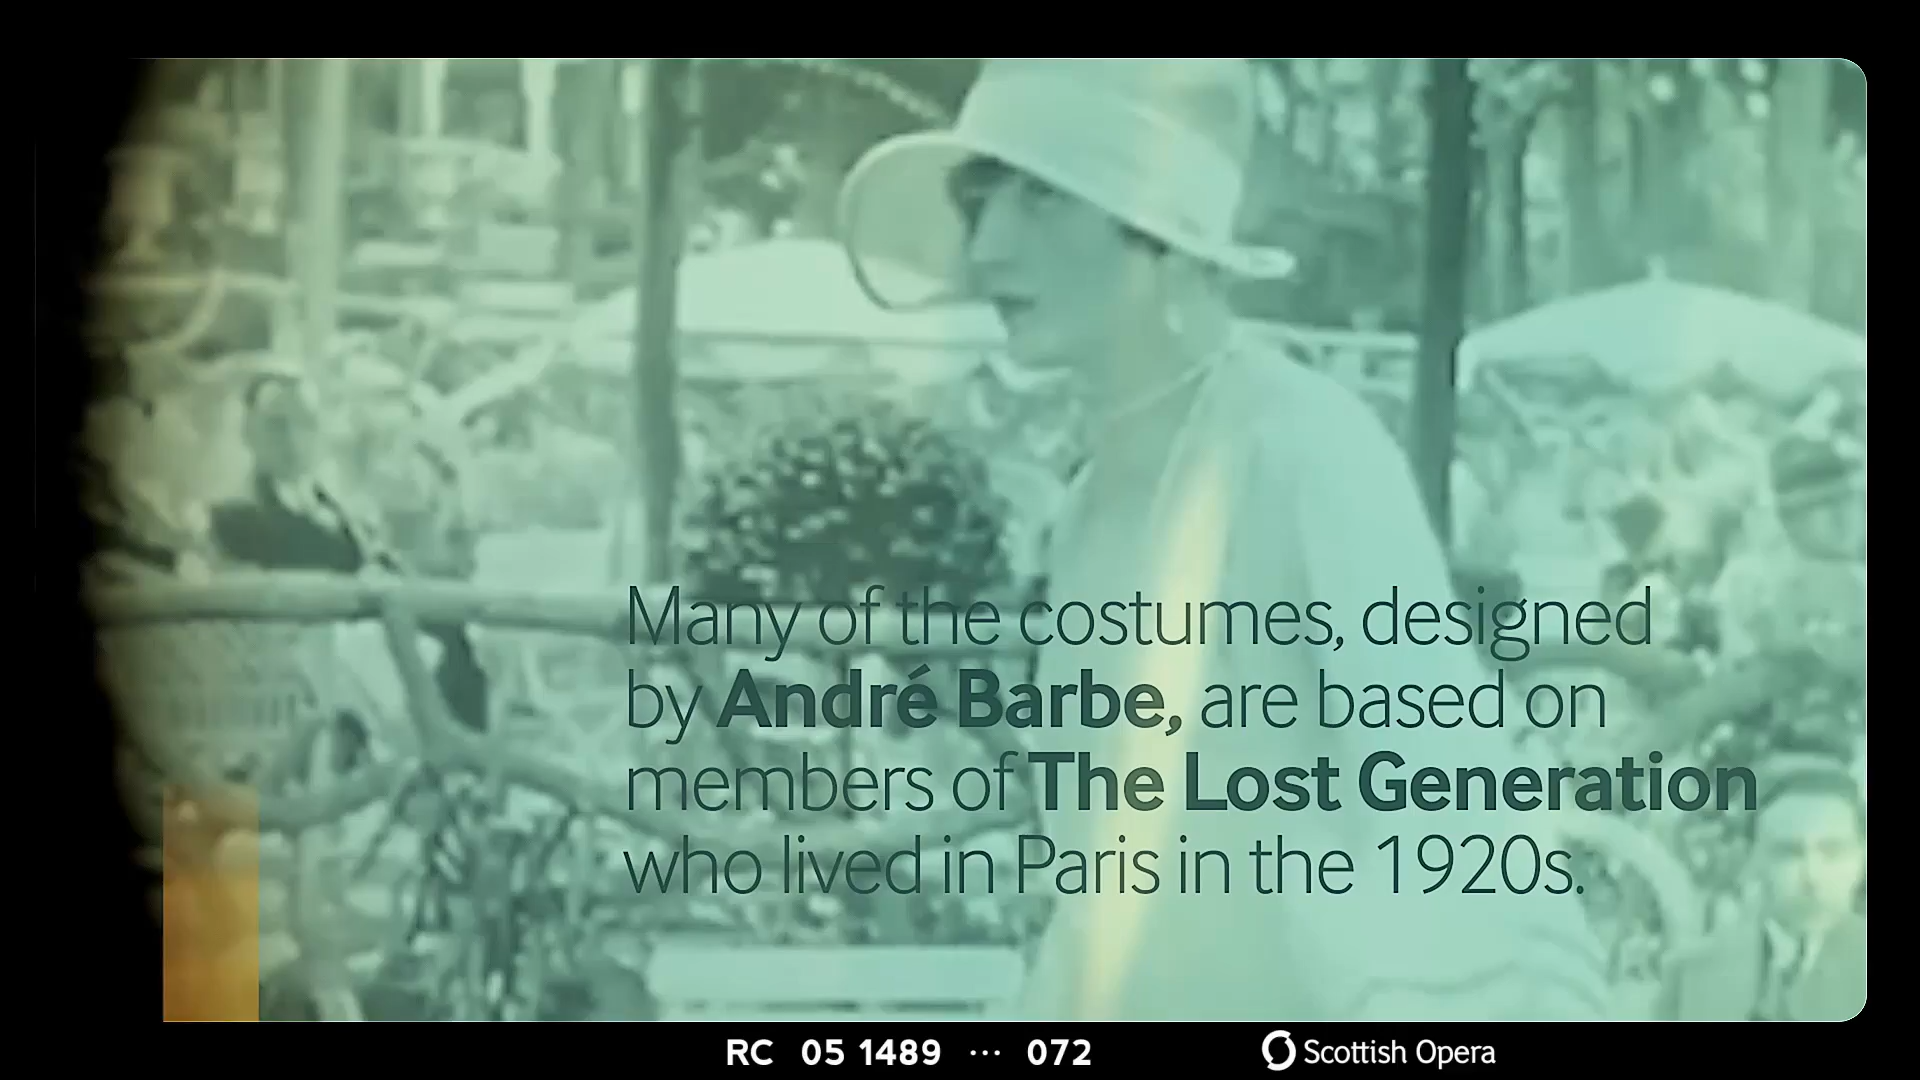 Many of the costumes, designed
by André Barbe, are based on
members of The Lost Generation
who lived in Paris in the 1920s.
RC 05 1489 ··· 072
Scottish Opera